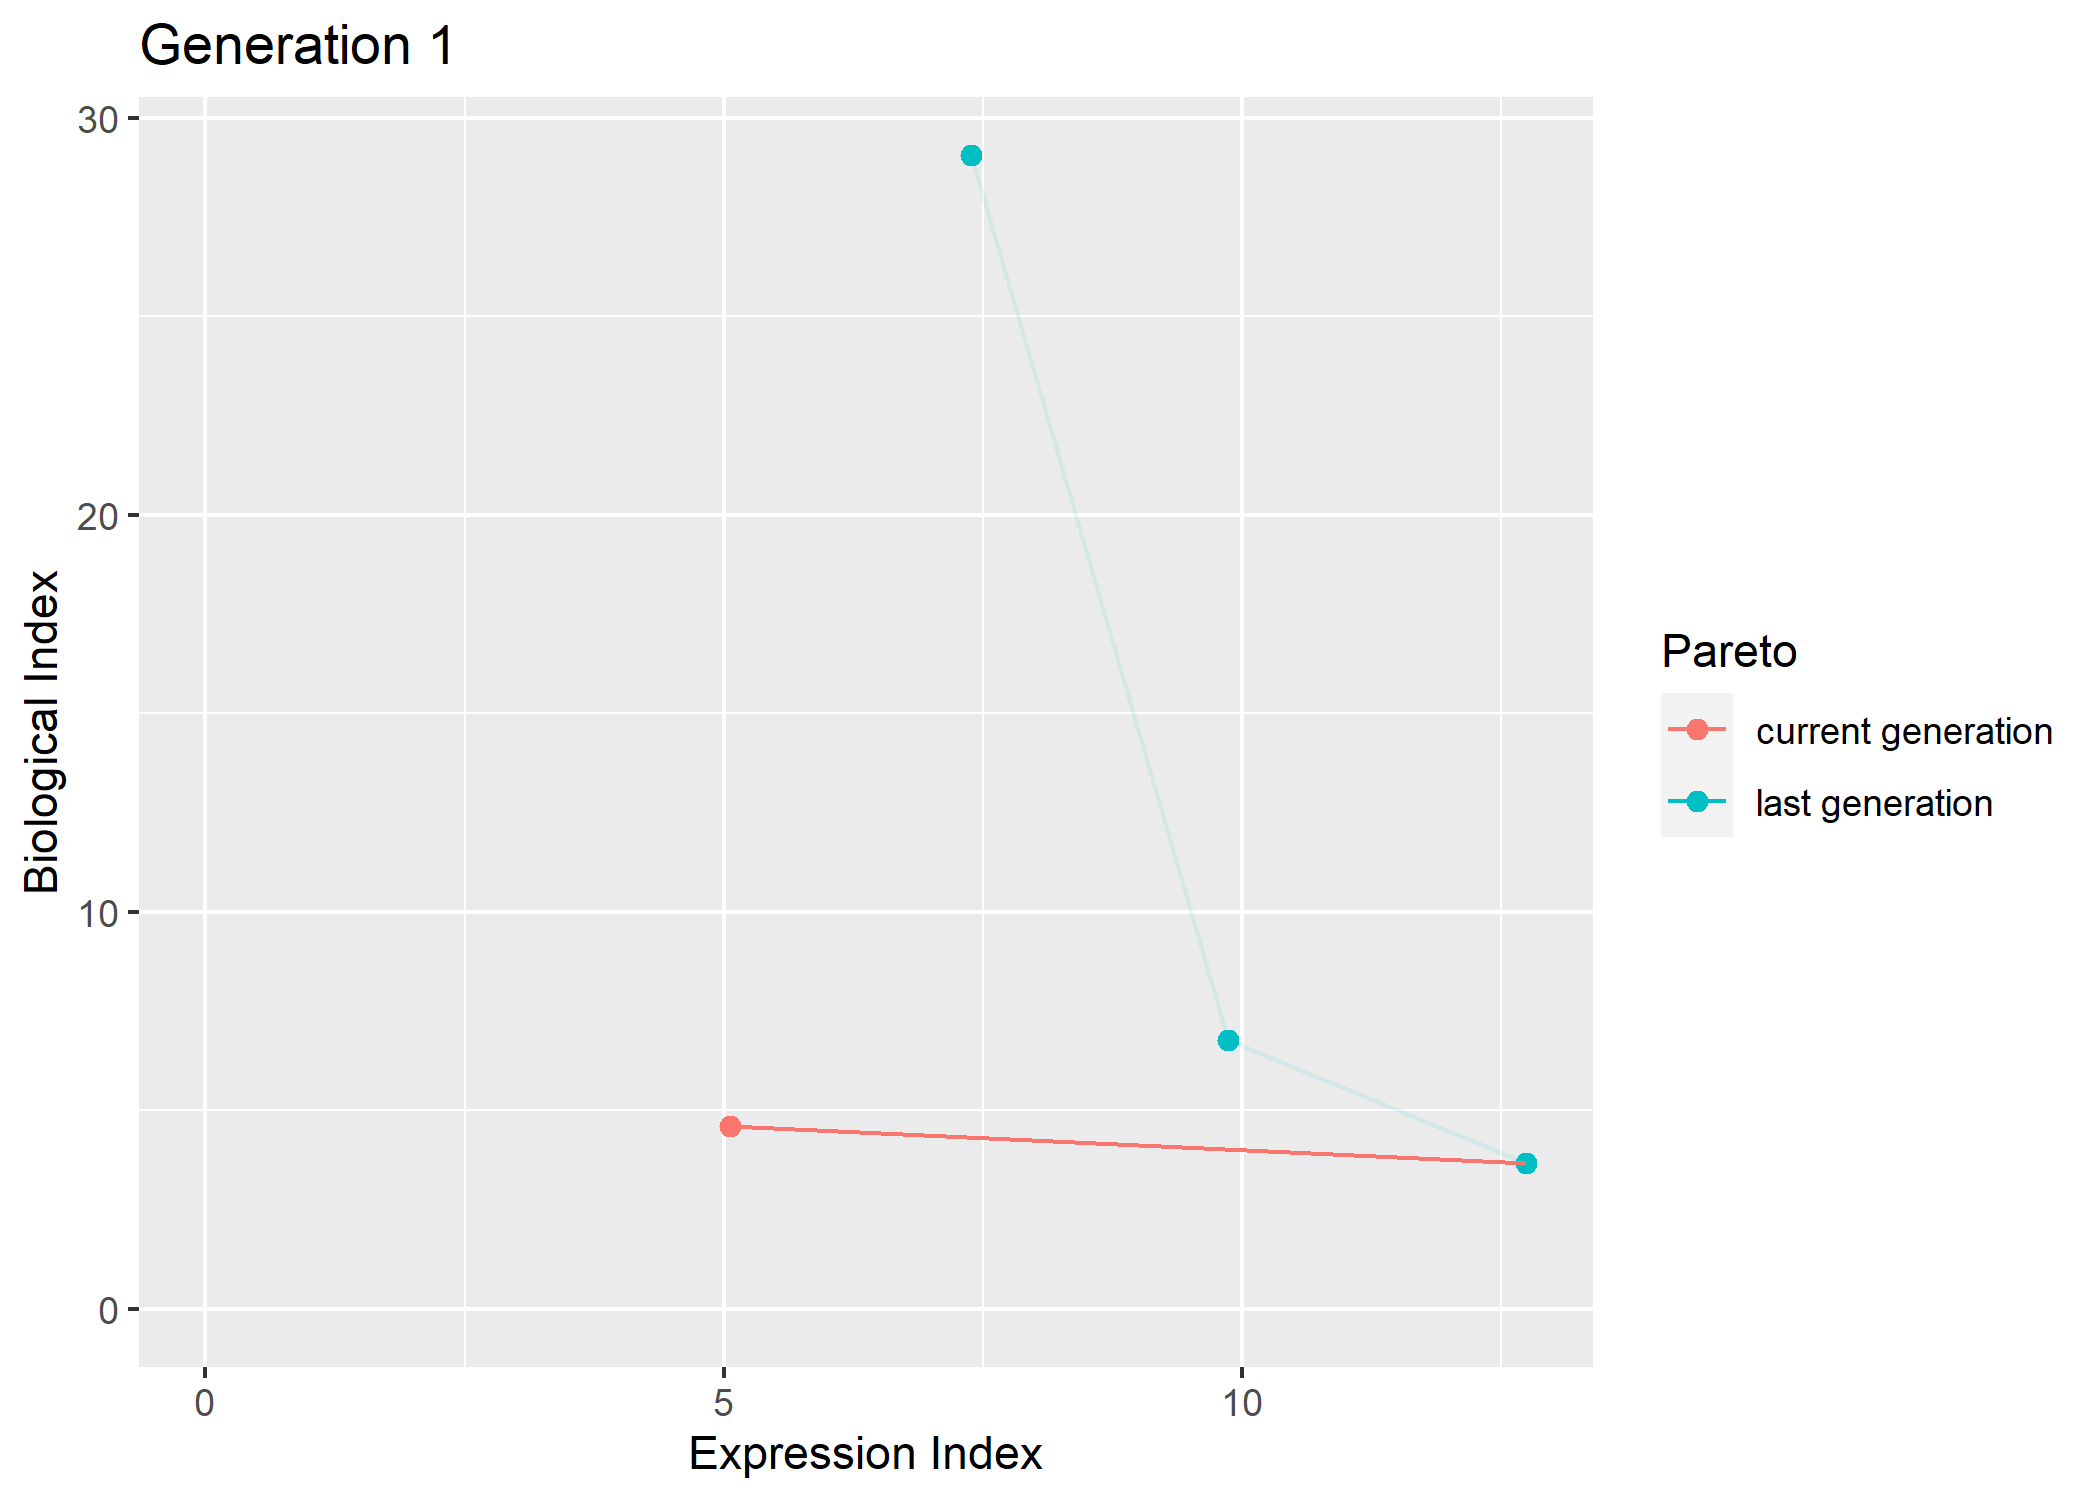 Generation 1
30
20
10
0
Biological Index
0 5 10
Expression Index
Pareto
current generation
last generation